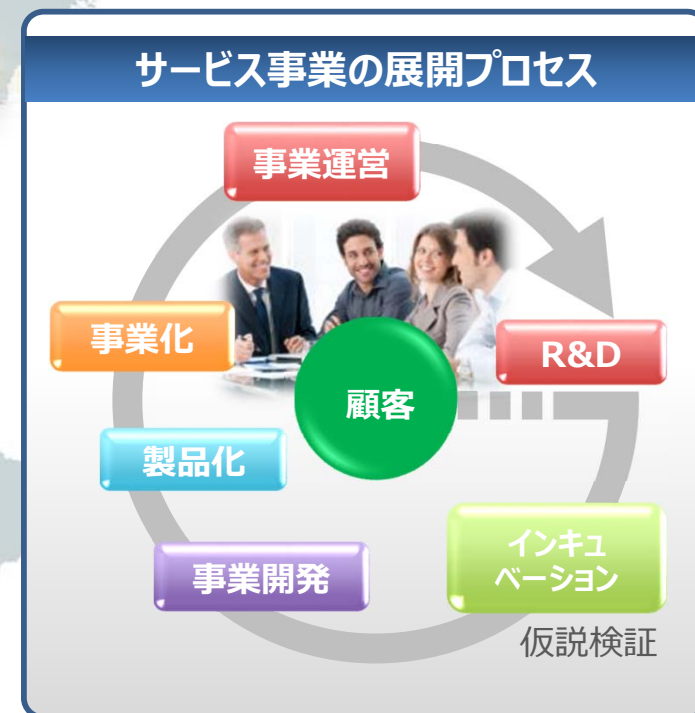 サービス事業の展開プロセス
事業運営
事業化
R&D
顧客
製品化
インキュ
ベーション
事業開発
仮説検証